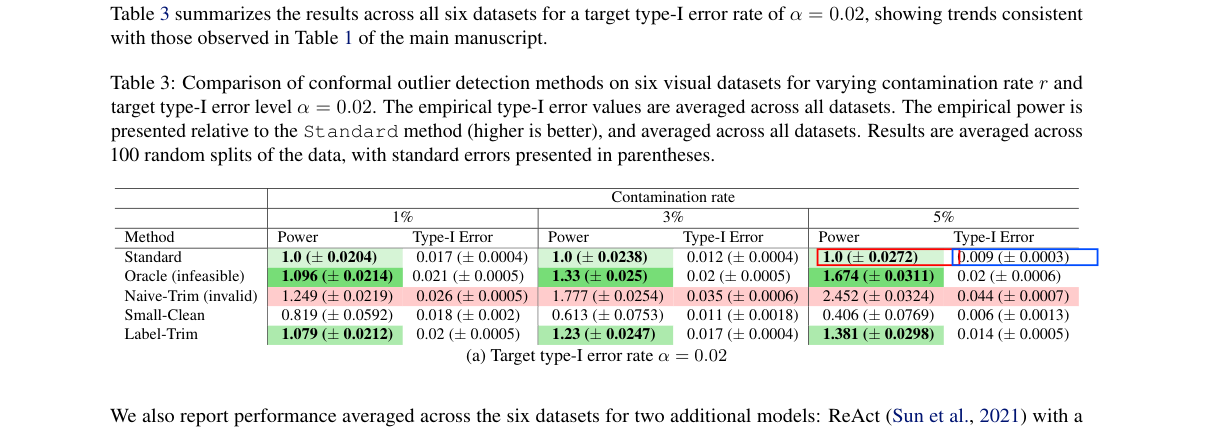 Table 3 summarizes the results across all six datasets for a target type-I error rate of α = 0.02, showing trends consistent
with those observed in Table 1 of the main manuscript.
Table 3: Comparison of conformal outlier detection methods on six visual datasets for varying contamination rate r and
target type-I error level α = 0.02. The empirical type-I error values are averaged across all datasets. The empirical power is
presented relative to the Standard method (higher is better), and averaged across all datasets. Results are averaged across
100 random splits of the data, with standard errors presented in parentheses.
Contamination rate
1% 3% 5%
Method Power Type-I Error Power Type-I Error Power Type-I Error
Standard 1.0 (± 0.0204) 0.017 (± 0.0004) 1.0 (± 0.0238) 0.012 (± 0.0004) 1.0 (± 0.0272) 0.009 (± 0.0003)
Oracle (infeasible) 1.096 (± 0.0214) 0.021 (± 0.0005) 1.33 (± 0.025) 0.02 (± 0.0005) 1.674 (± 0.0311) 0.02 (± 0.0006)
Naive-Trim (invalid) 1.249 (± 0.0219) 0.026 (± 0.0005) 1.777 (± 0.0254) 0.035 (± 0.0006) 2.452 (± 0.0324) 0.044 (± 0.0007)
Small-Clean 0.819 (± 0.0592) 0.018 (± 0.002) 0.613 (± 0.0753) 0.011 (± 0.0018) 0.406 (± 0.0769) 0.006 (± 0.0013)
Label-Trim 1.079 (± 0.0212) 0.02 (± 0.0005) 1.23 (± 0.0247) 0.017 (± 0.0004) 1.381 (± 0.0298) 0.014 (± 0.0005)
(a) Target type-I error rate α = 0.02
We also report performance averaged across the six datasets for two additional models: ReAct (Sun et al., 2021) with a